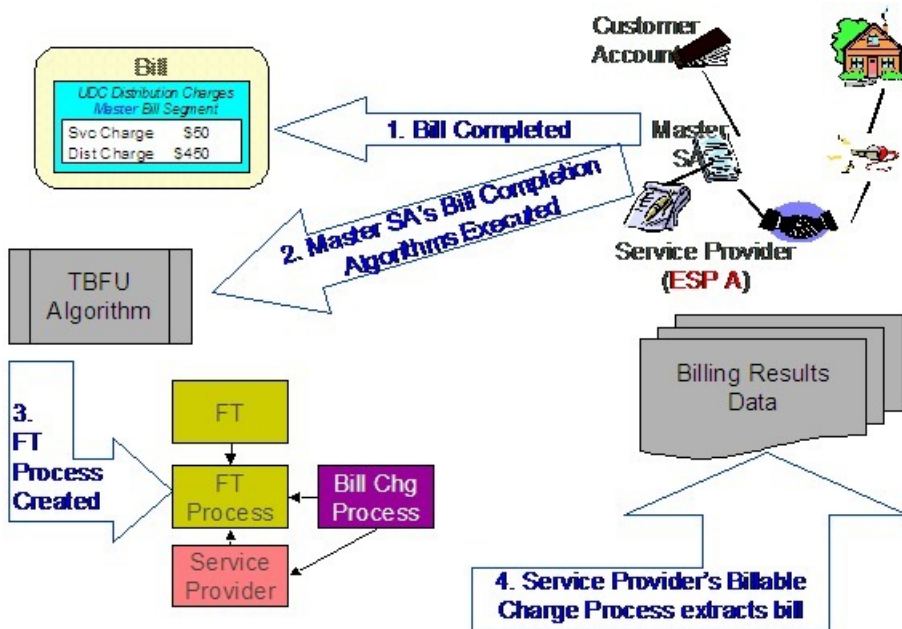 Bill
UDC Distribution Charges
Master Bill Segment
Svc Charge $50
Dist Charge $450
1. Bill Completed
Customer
Account
Master
SA
2. Master SA's Bill Completion
Algorithms Executed
Service Provider
(ESP A)
TBFU
Algorithm
Billing Results
Data
3.
FT
Process
Created
FT
FT
Process
Bill Chg
Process
Service
Provider
4. Service Provider's Billable
Charge Process extracts bill